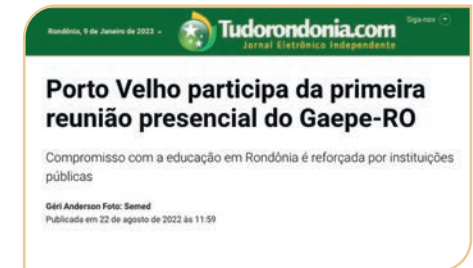 Rondônia, 9 de Janeiro de 2023
Tudorondonia.com
Siga-nos
Jornal Eletrônico Independente
Porto Velho participa da primeira
reunião presencial do Gaepe-RO
Compromisso com a educação em Rondônia é reforçada por instituições
públicas
Géri Anderson Foto: Semed
Publicada em 22 de agosto de 2022 às 11:59